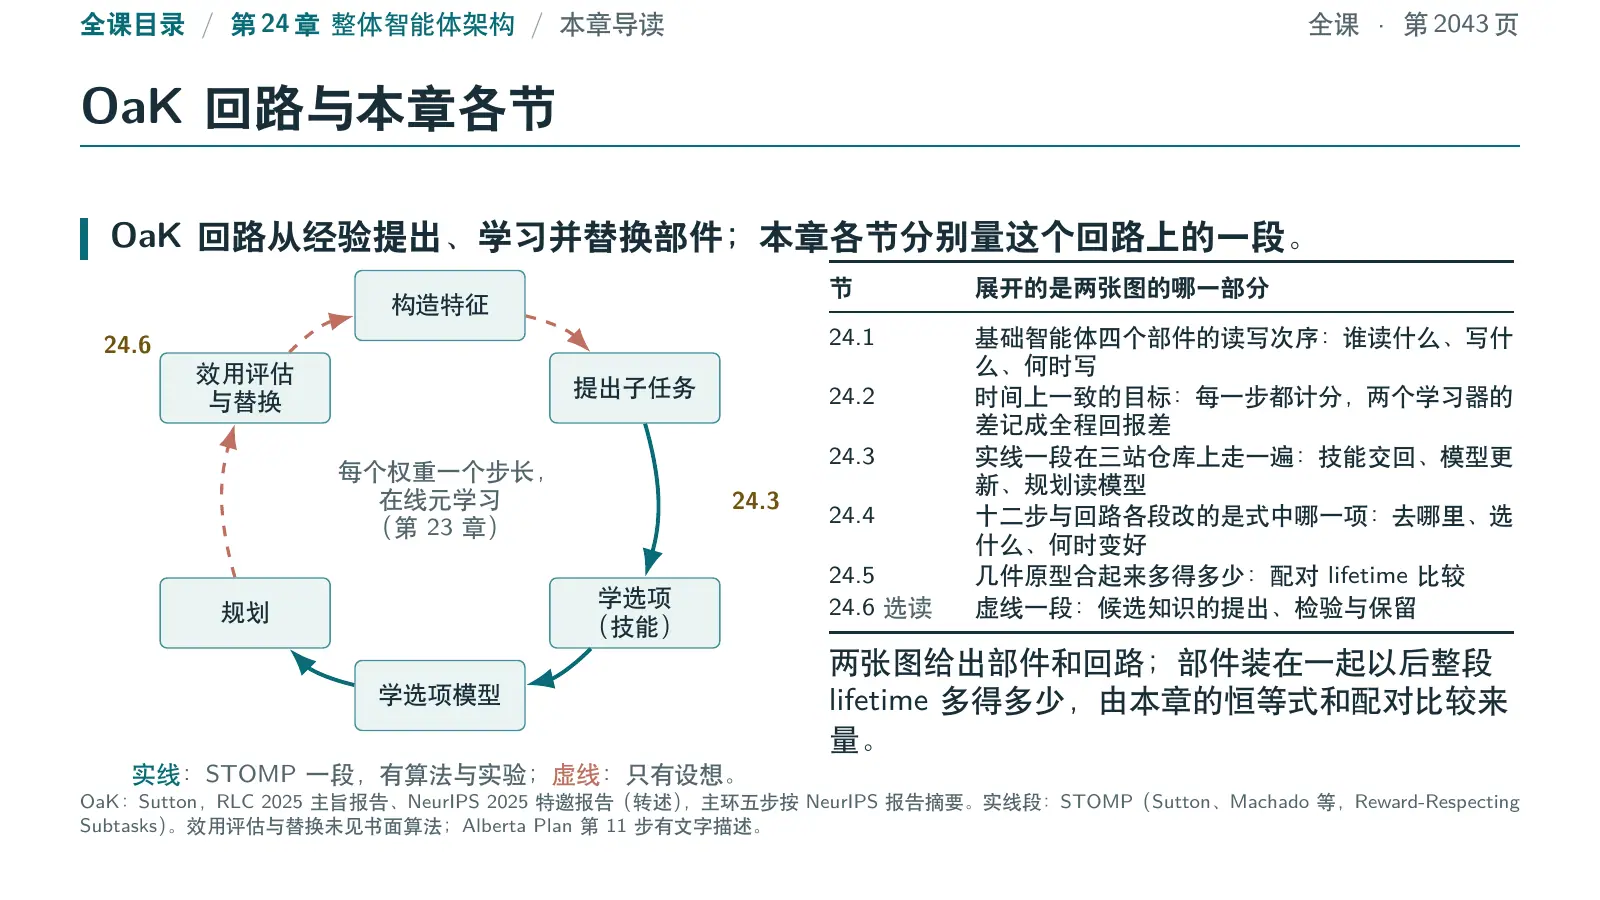 全课目录 / 第 24 章 整体智能体架构 / 本章导读
全课 · 第 2043 页
OaK 回路与本章各节
OaK 回路从经验提出、学习并替换部件；本章各节分别量这个回路上的一段。
构造特征
提出子任务
学选项
（技能）
学选项模型
规划
效用评估
与替换
24.6
24.3
每个权重一个步长，
在线元学习
（第 23 章）
实线：STOMP 一段，有算法与实验；虚线：只有设想。
节 展开的是两张图的哪一部分
24.1 基础智能体四个部件的读写次序：谁读什么、写什
么、何时写
24.2 时间上一致的目标：每一步都计分，两个学习器的
差记成全程回报差
24.3 实线一段在三站仓库上走一遍：技能交回、模型更
新、规划读模型
24.4 十二步与回路各段改的是式中哪一项：去哪里、选
什么、何时变好
24.5 几件原型合起来多得多少：配对 lifetime 比较
24.6 选读 虚线一段：候选知识的提出、检验与保留
两张图给出部件和回路；部件装在一起以后整段
lifetime 多得多少，由本章的恒等式和配对比较来
量。
OaK：Sutton，RLC 2025 主旨报告、NeurIPS 2025 特邀报告（转述），主环五步按 NeurIPS 报告摘要。实线段：STOMP（Sutton、Machado 等，Reward-Respecting
Subtasks）。效用评估与替换未见书面算法；Alberta Plan 第 11 步有文字描述。